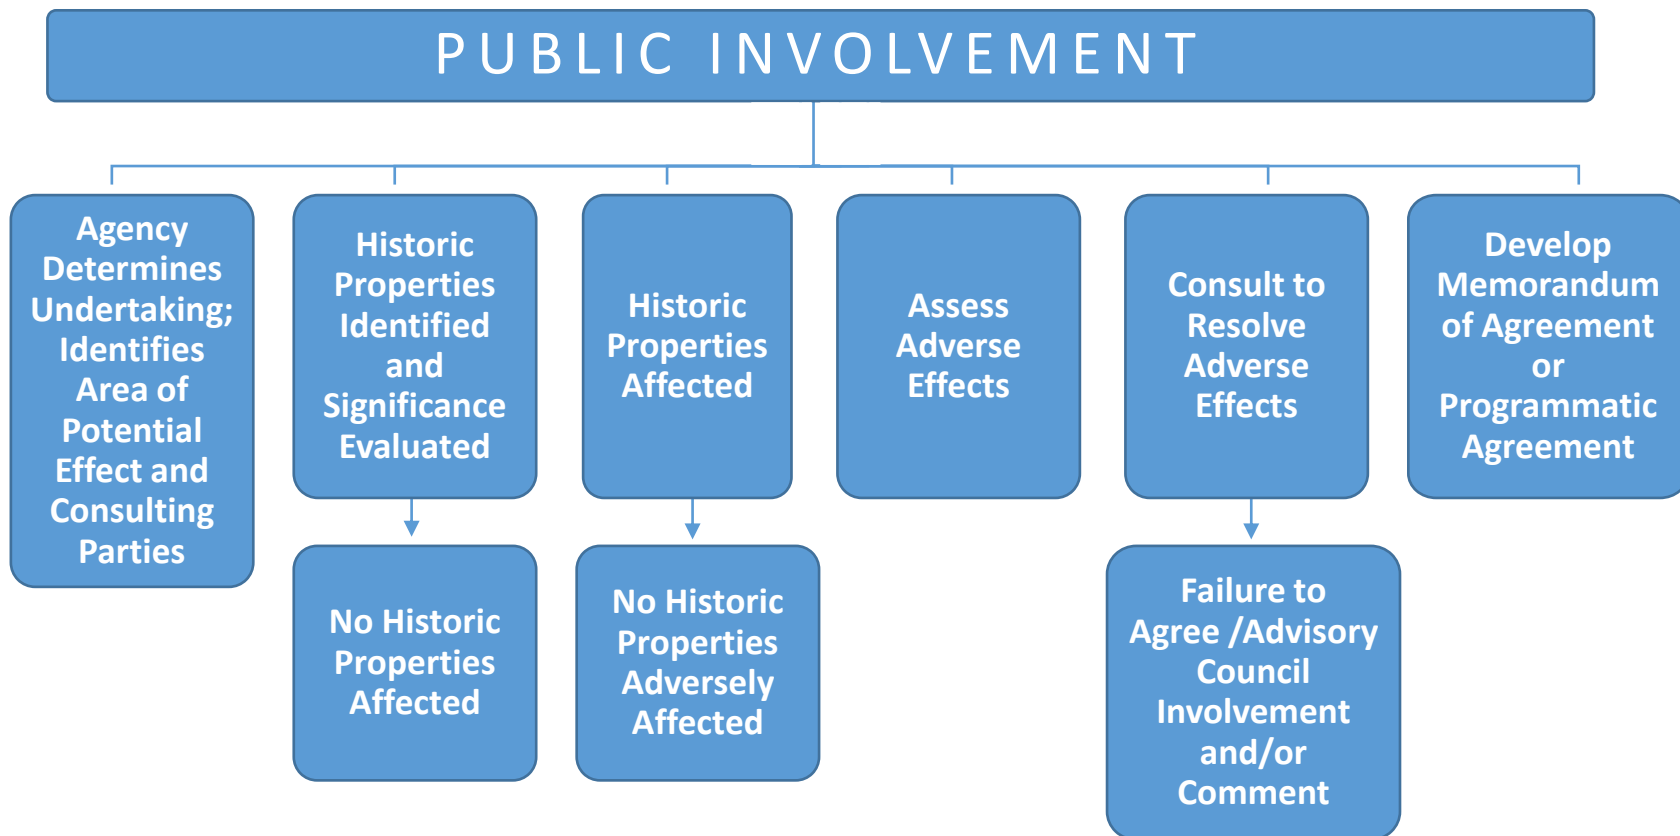 PUBLIC INVOLVEMENT
Agency
Determines
Undertaking;
Identifies
Area of
Potential
Effect and
Consulting
Parties
Historic
Properties
Identified
and
Significance
Evaluated
Historic
Properties
Affected
Assess
Adverse
Effects
Consult to
Resolve
Adverse
Effects
Develop
Memorandum
of Agreement
or
Programmatic
Agreement
No Historic
Properties
Affected
No Historic
Properties
Adversely
Affected
Failure to
Agree /Advisory
Council
Involvement
and/or
Comment